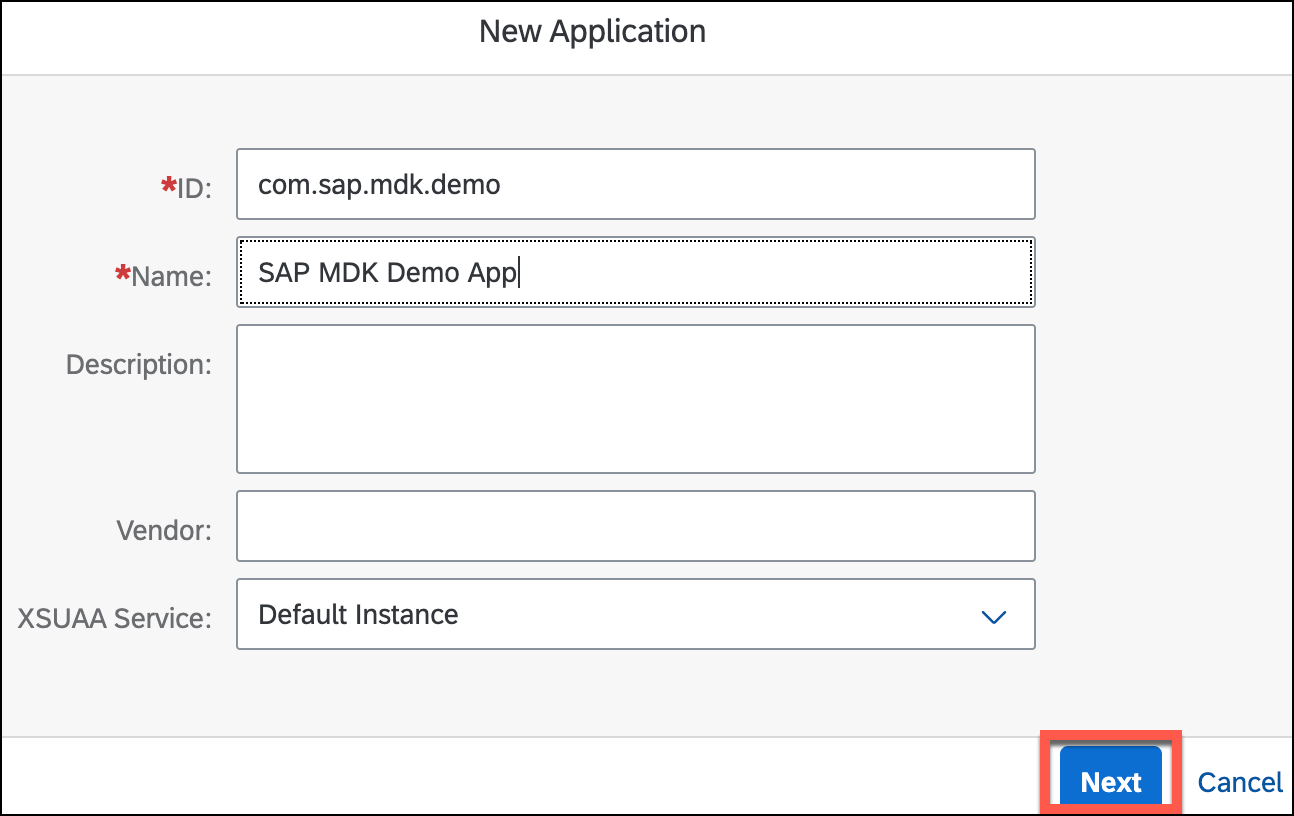 New Application
*ID:
com.sap.mdk.demo
*Name:
SAP MDK Demo App
Description:
Vendor:
XSUAA Service:
Default Instance
Next
Cancel